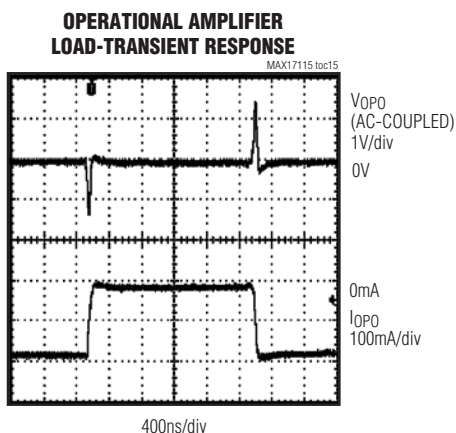 OPERATIONAL AMPLIFIER
LOAD-TRANSIENT RESPONSE
MAX17115 toc15
VOPO
(AC-COUPLED)
1V/div
0V
0mA
IOPO
100mA/div
400ns/div